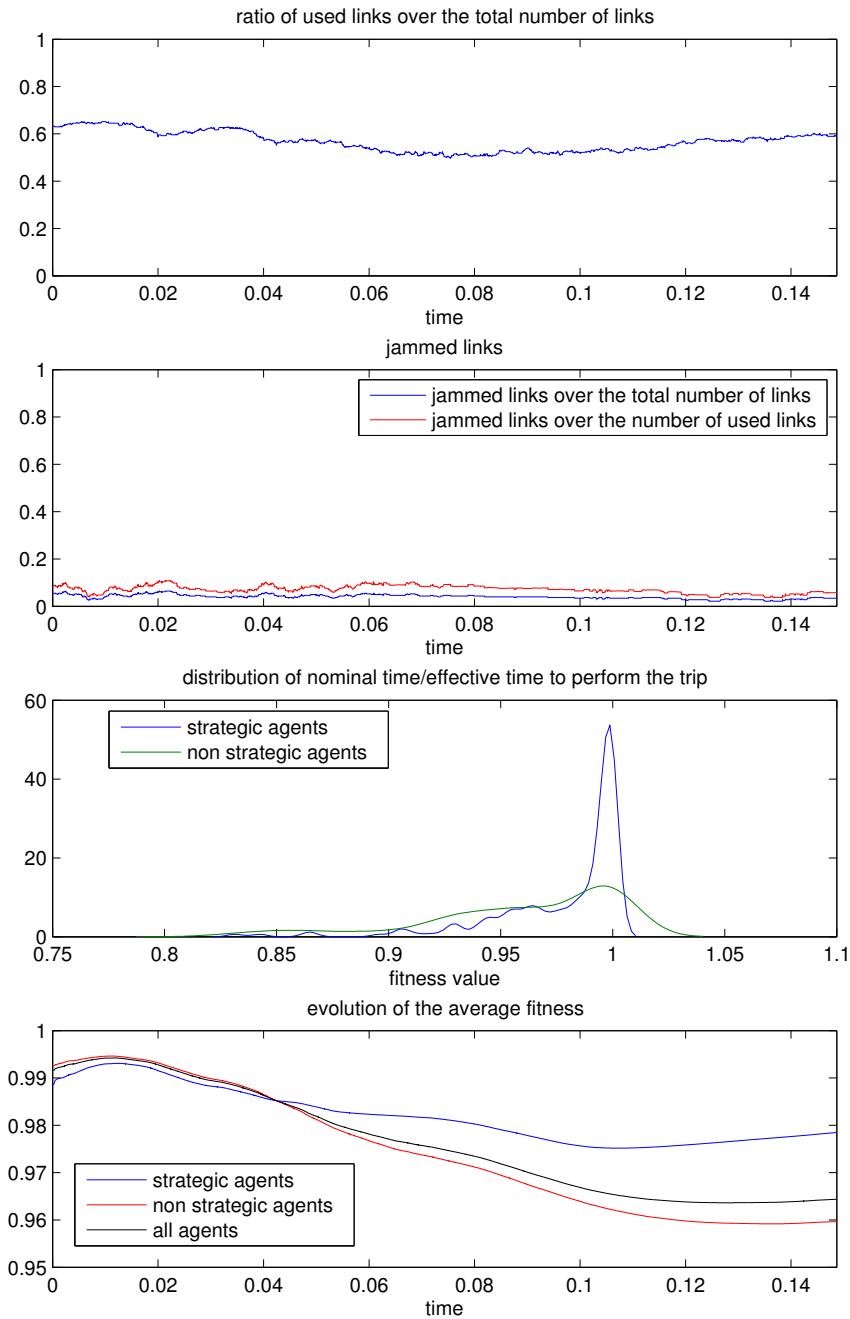 ratio of used links over the total number of links
1
0.8
0.6
0.4
0.2
0
0 0.02 0.04 0.06 0.08 0.1 0.12 0.14
time
jammed links
1
0.8
0.6
0.4
0.2
0
jammed links over the total number of links
jammed links over the number of used links
0 0.02 0.04 0.06 0.08 0.1 0.12 0.14
time
distribution of nominal time/effective time to perform the trip
60
40
20
0
strategic agents
non strategic agents
0.75 0.8 0.85 0.9 0.95 1 1.05 1.1
fitness value
evolution of the average fitness
1
0.99
0.98
0.97
0.96
0.95
strategic agents
non strategic agents
all agents
0 0.02 0.04 0.06 0.08 0.1 0.12 0.14
time